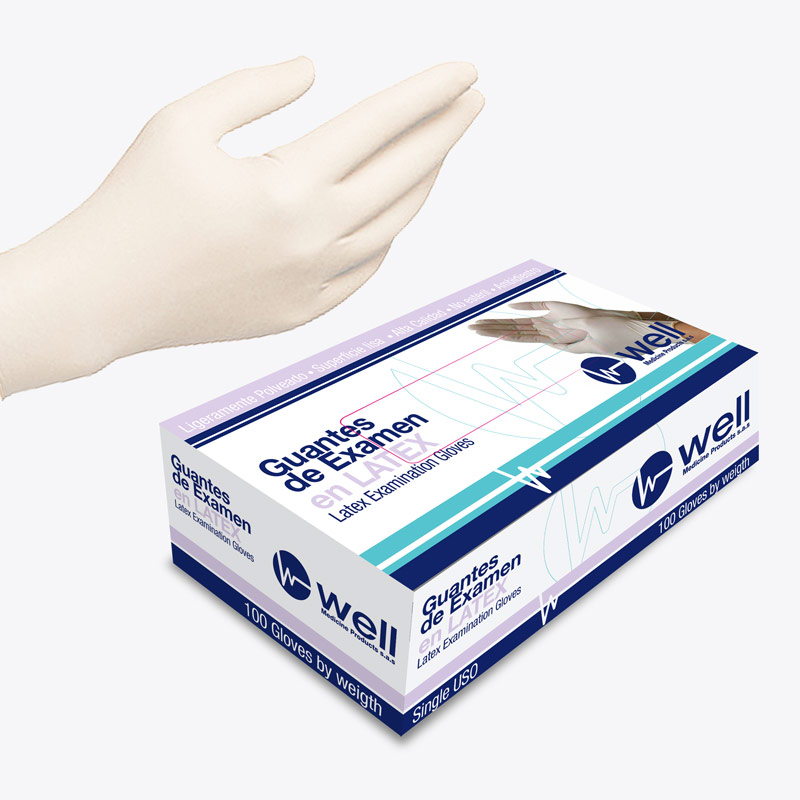 Ligeramente Polveado • Superficie lisa • Alta Calidad • No estéril • Ambidiestro
Guantes
de Examen
en LATEX
Latex Examination Gloves
well
Medicine Products s.a.s
Guantes
de Examen
en LATEX
Latex Examination Gloves
well
Medicine Products s.a.s
100 Gloves by weigth
Guantes
de Examen
en LATEX
Latex Examination Gloves
well
Medicine Products s.a.s
Single USO
100 Gloves by weigth